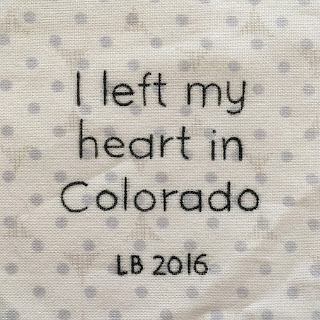 I left my
heart in
Colorado
LB 2016